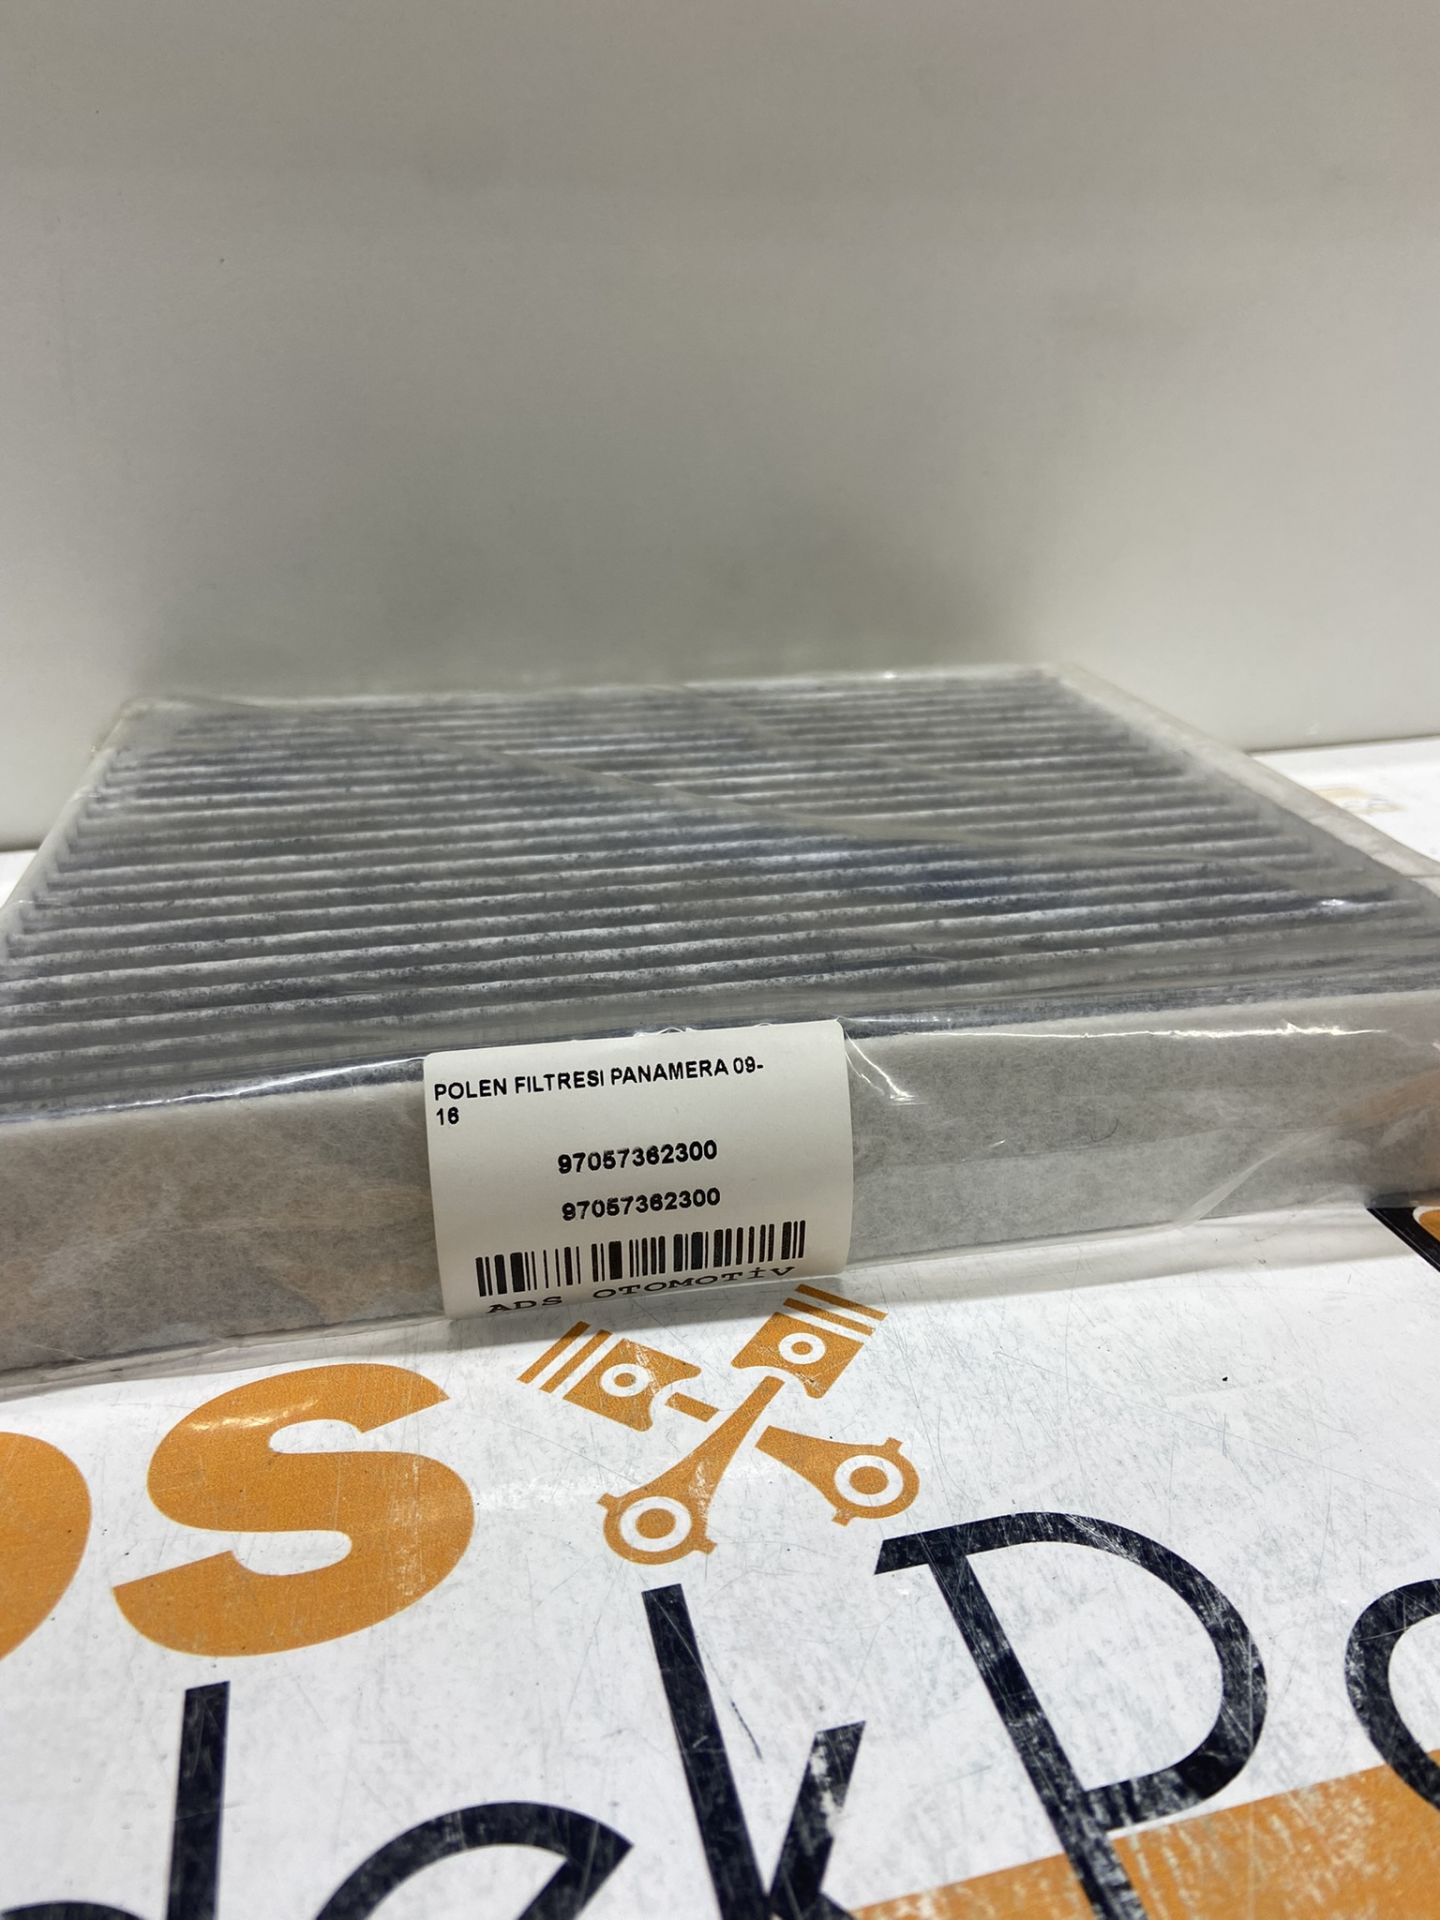 POLEN FILTRESI PANAMERA 09-
16
97057362300
97057362300
ADS OTOMOTİV